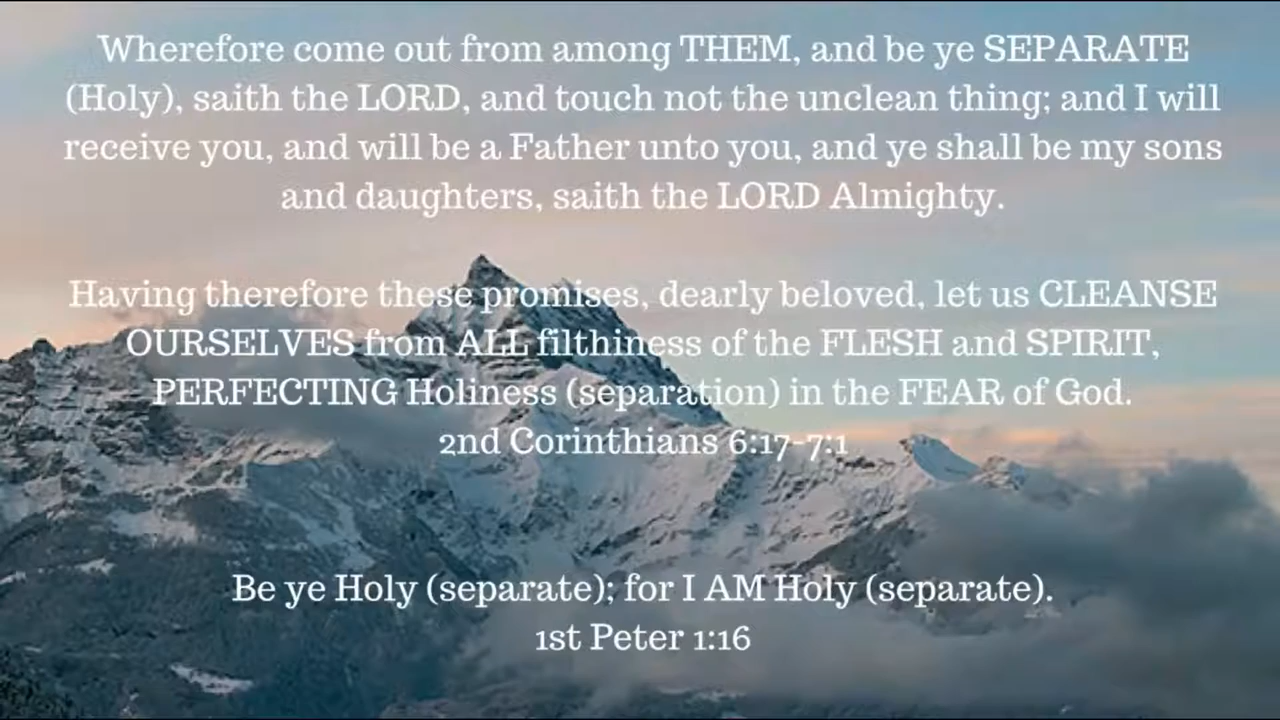 Wherefore come out from among THEM, and be ye SEPARATE
(Holy), saith the LORD, and touch not the unclean thing; and I will
receive you, and will be a Father unto you, and ye shall be my sons
and daughters, saith the LORD Almighty.
Having therefore these promises, dearly beloved, let us CLEANSE
OURSELVES from ALL filthiness of the FLESH and SPIRIT,
PERFECTING Holiness (separation) in the FEAR of God.
2nd Corinthians 6:17-7:1
Be ye Holy (separate); for I AM Holy (separate).
1st Peter 1:16